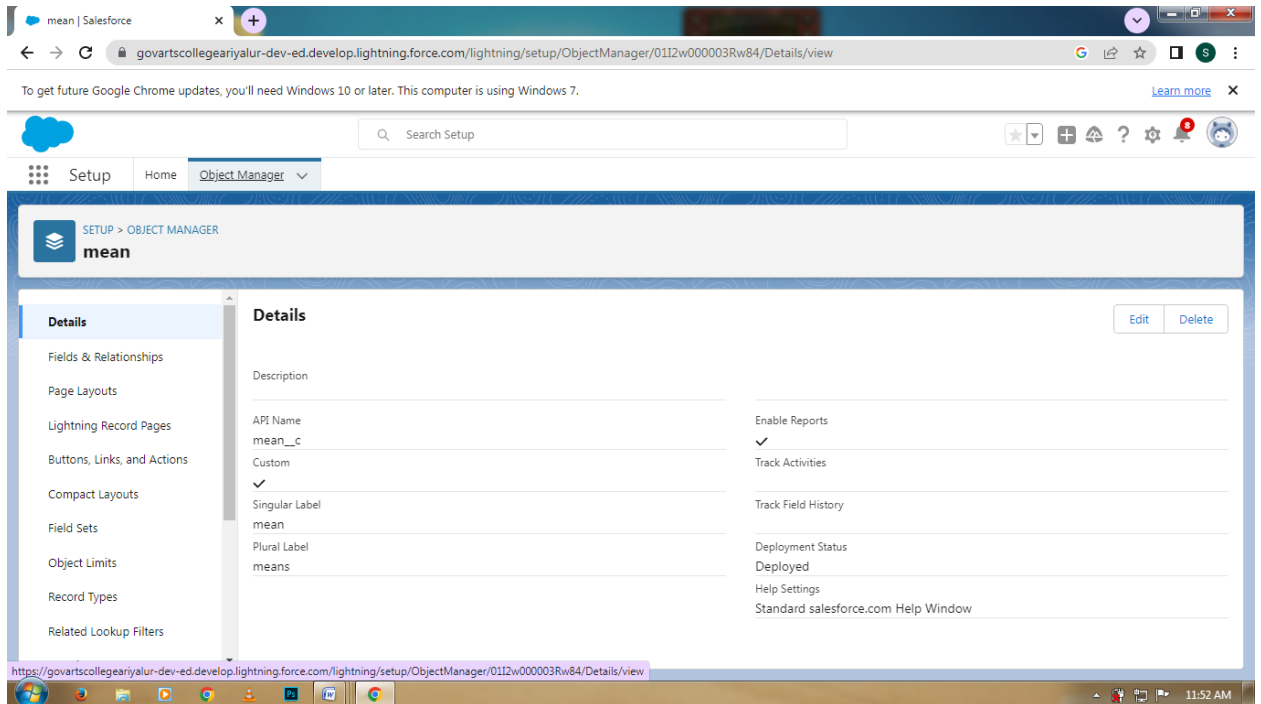 mean | Salesforce
govartscollegeariyalur-dev-ed.develop.lightning.force.com/lightning/setup/ObjectManager/01I2w000003Rw84/Details/view
S
To get future Google Chrome updates, you'll need Windows 10 or later. This computer is using Windows 7.
Learn more
Search Setup
8
Setup
Home
Object Manager
SETUP > OBJECT MANAGER
mean
Details
Fields & Relationships
Page Layouts
Lightning Record Pages
Buttons, Links, and Actions
Compact Layouts
Field Sets
Object Limits
Record Types
Related Lookup Filters
Details
Edit
Delete
Description
API Name
mean__c
Custom
Singular Label
mean
Plural Label
means
Enable Reports
Track Activities
Track Field History
Deployment Status
Deployed
Help Settings
Standard salesforce.com Help Window
https://govartscollegeariyalur-dev-ed.develop.lightning.force.com/lightning/setup/ObjectManager/01I2w000003Rw84/Details/view
Ps
11:52 AM